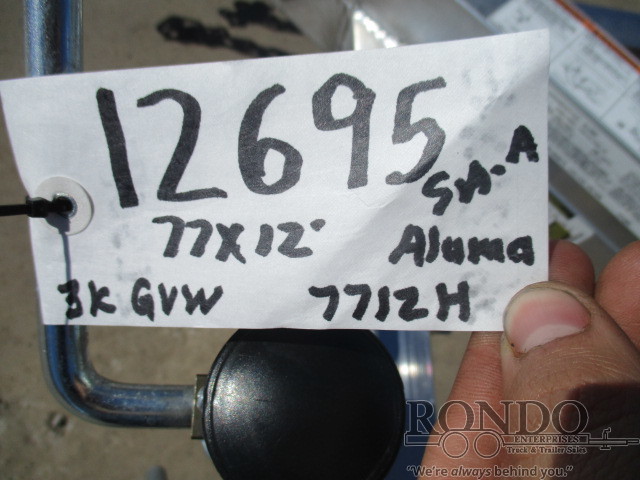 12695
SA-A
77X12'
Aluma
3K GVW
7712H
RONDO
ENTERPRISES
Truck & Trailer Sales
"We're always behind you."